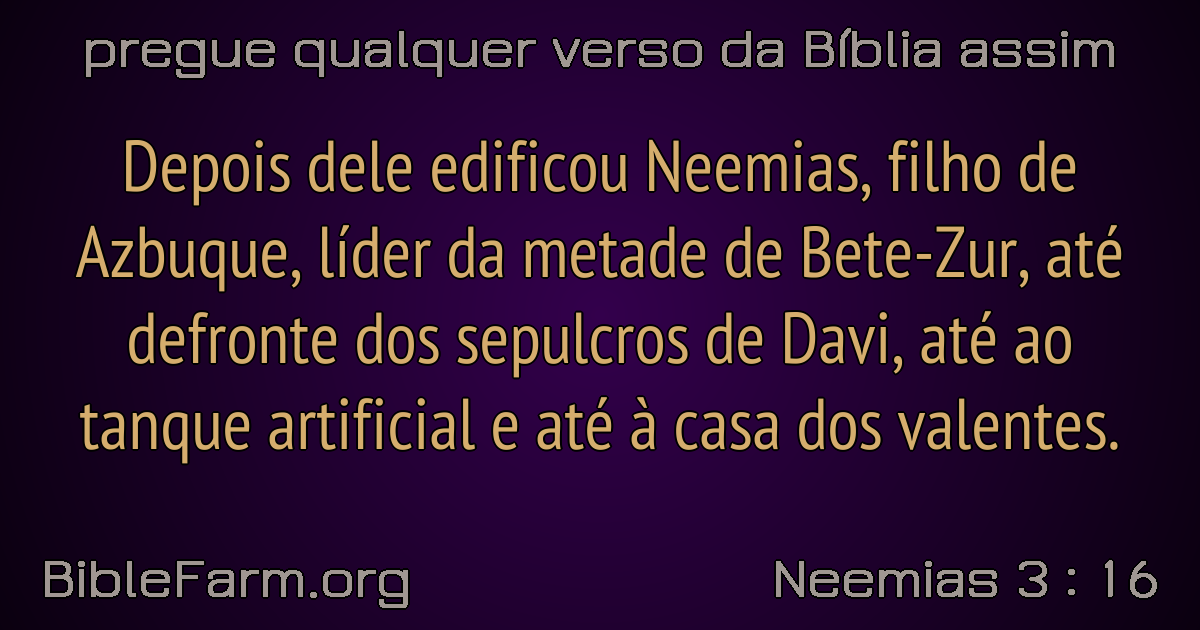 pregue qualquer verso da Bíblia assim
Depois dele edificou Neemias, filho de
Azbuque, líder da metade de Bete-Zur, até
defronte dos sepulcros de Davi, até ao
tanque artificial e até à casa dos valentes.
BibleFarm.org
Neemias 3 : 16